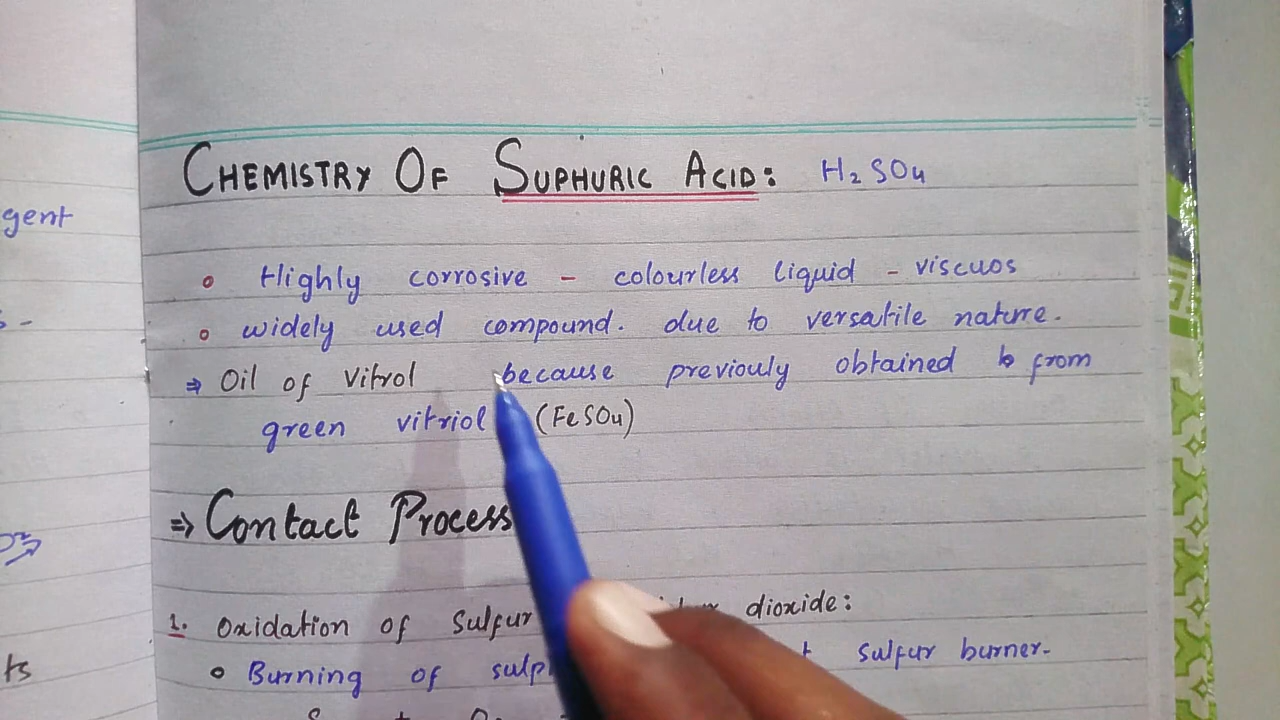 CHEMISTRY OF SUPHURIC ACID: H₂SO₄
Highly corrosive - colourless liquid - viscuos
widely used compound. due to versatile nature.
⇒ Oil of Vitrol because previouly obtained from
green vitriol (FeSO₄)
⇒ Contact Process
1. Oxidation of Sulfur dioxide:
Burning of sulfur burner.
gent
ts